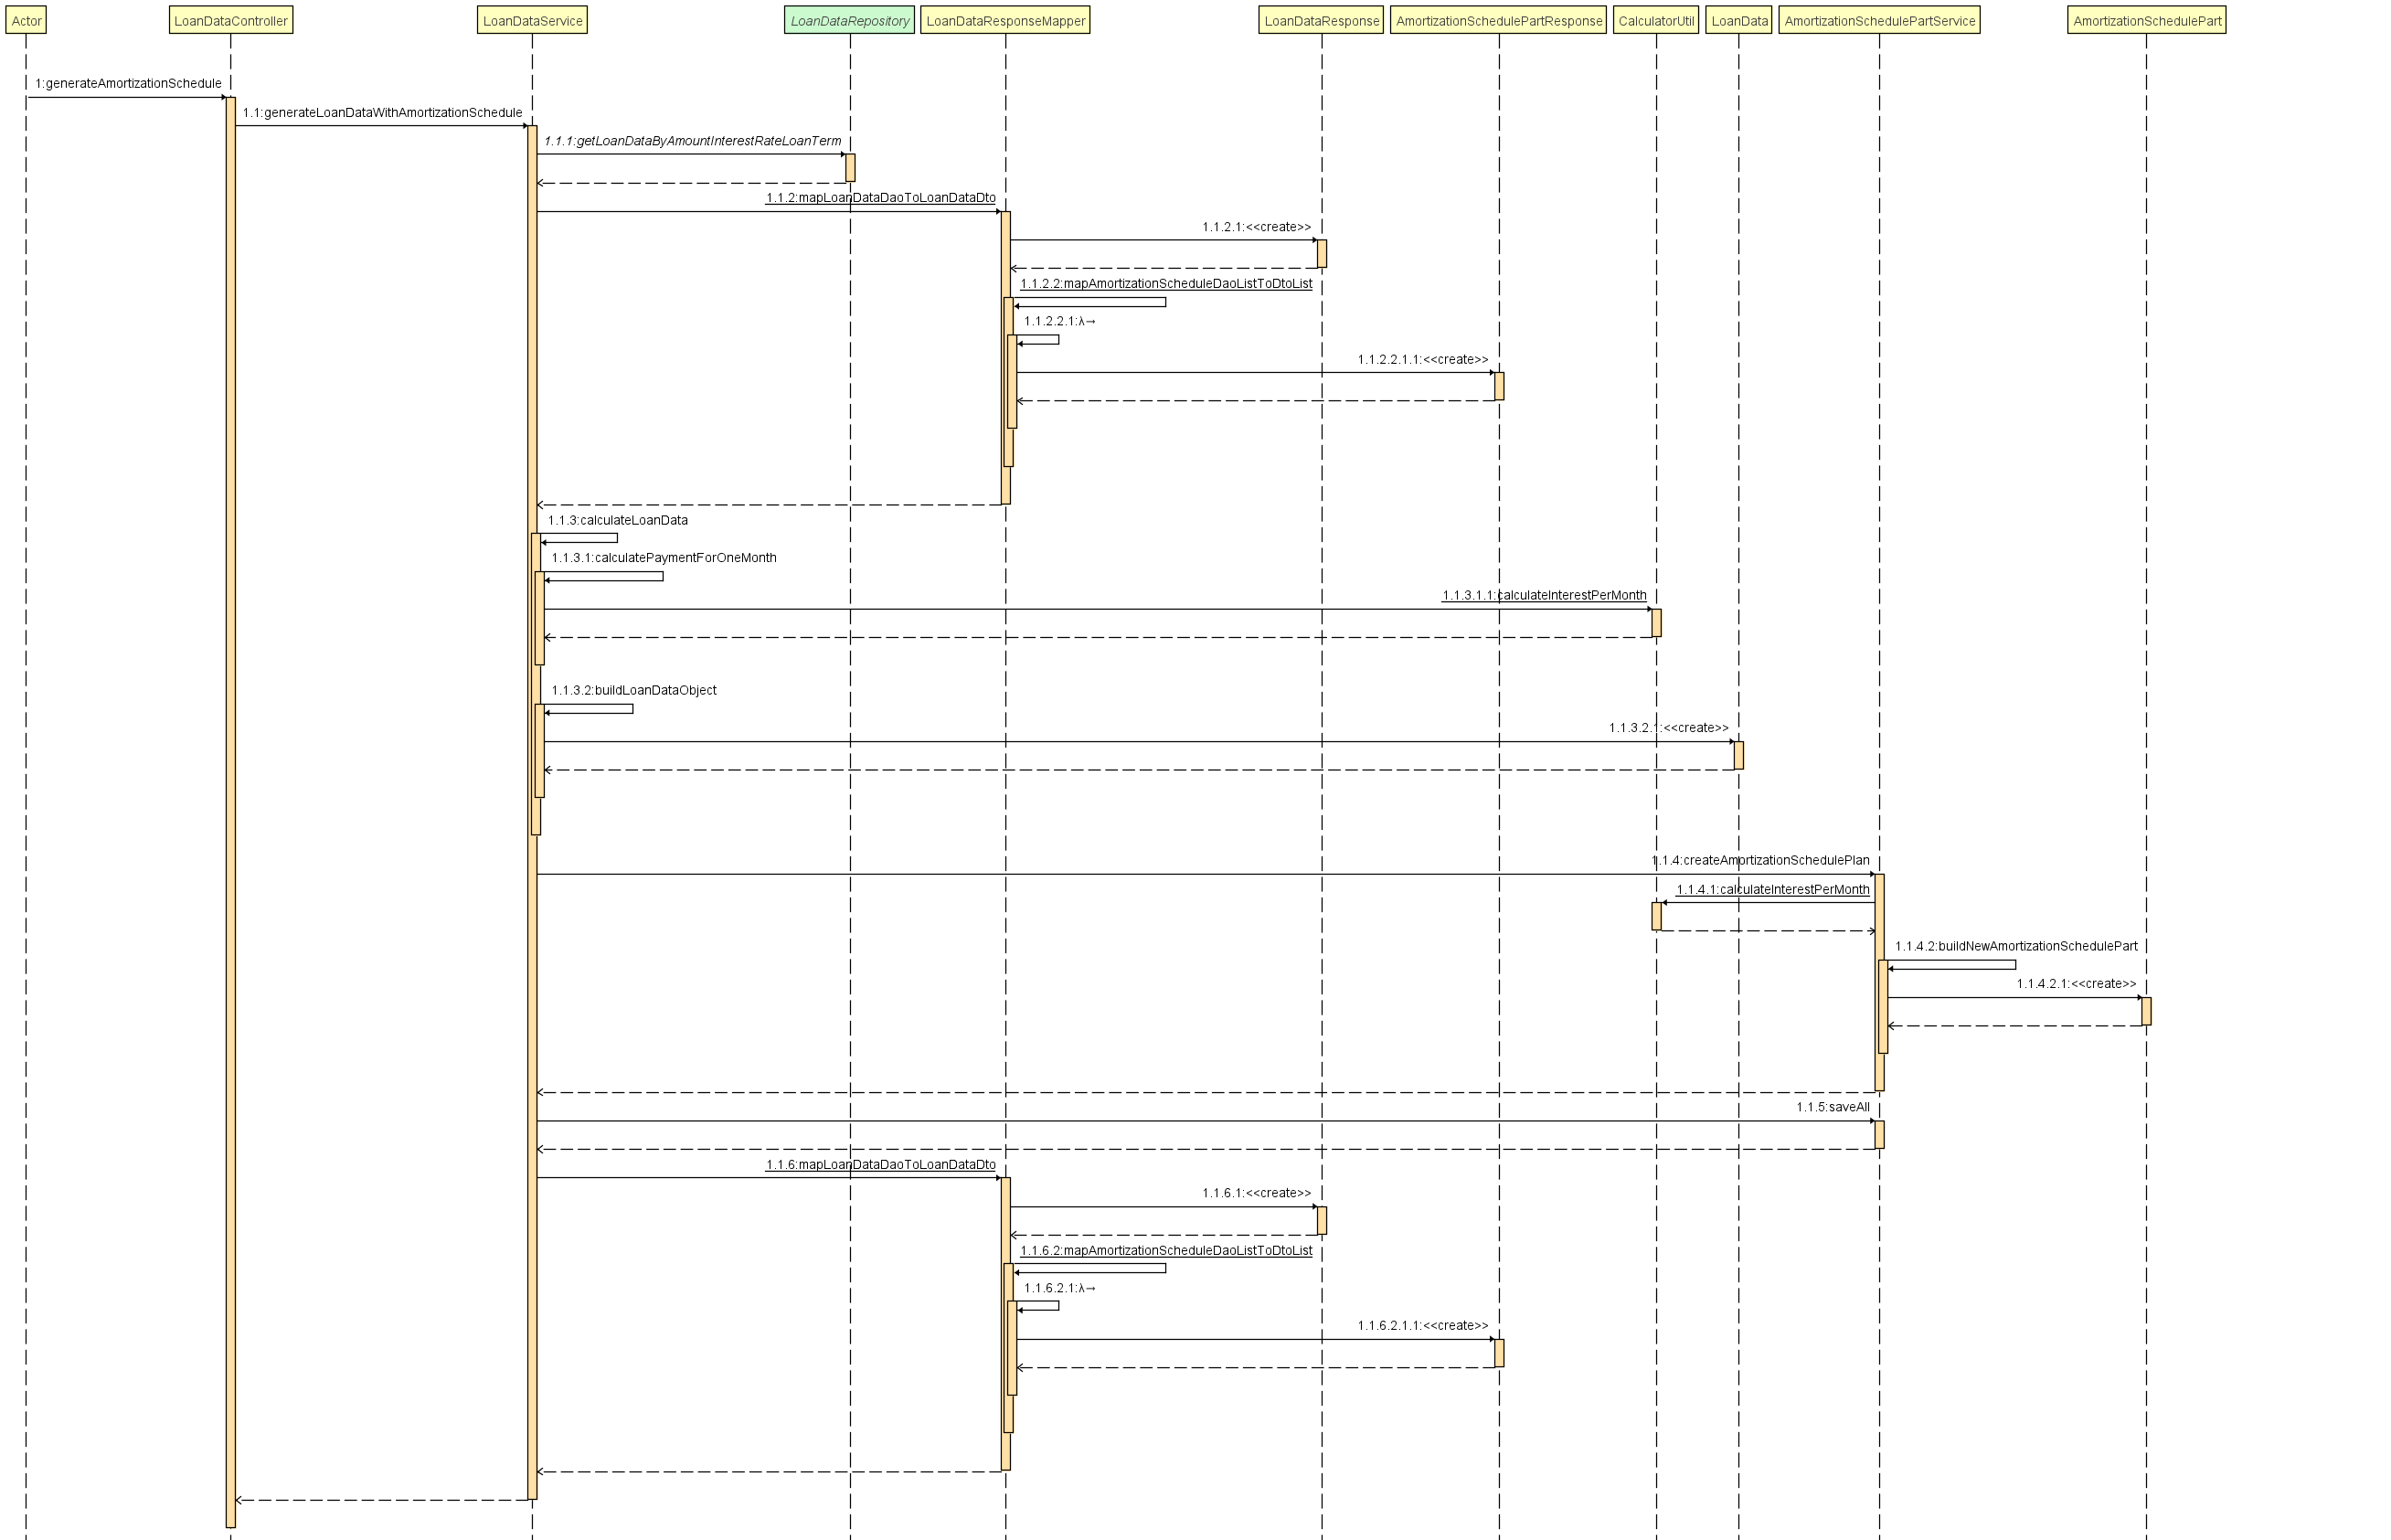 Actor
LoanDataController
LoanDataService
LoanDataRepository
LoanDataResponseMapper
LoanDataResponse
AmortizationSchedulePartResponse
CalculatorUtil
LoanData
AmortizationSchedulePartService
AmortizationSchedulePart
1:generateAmortizationSchedule
1.1:generateLoanDataWithAmortizationSchedule
1.1.1:getLoanDataByAmountInterestRateLoanTerm
1.1.2:mapLoanDataDaoToLoanDataDto
1.1.2.1:<<create>>
1.1.2.2:mapAmortizationScheduleDaoListToDtoList
1.1.2.2.1:λ→
1.1.2.2.1.1:<<create>>
1.1.3:calculateLoanData
1.1.3.1:calculatePaymentForOneMonth
1.1.3.1.1:calculateInterestPerMonth
1.1.3.2:buildLoanDataObject
1.1.3.2.1:<<create>>
1.1.4:createAmortizationSchedulePlan
1.1.4.1:calculateInterestPerMonth
1.1.4.2:buildNewAmortizationSchedulePart
1.1.4.2.1:<<create>>
1.1.5:saveAll
1.1.6:mapLoanDataDaoToLoanDataDto
1.1.6.1:<<create>>
1.1.6.2:mapAmortizationScheduleDaoListToDtoList
1.1.6.2.1:λ→
1.1.6.2.1.1:<<create>>